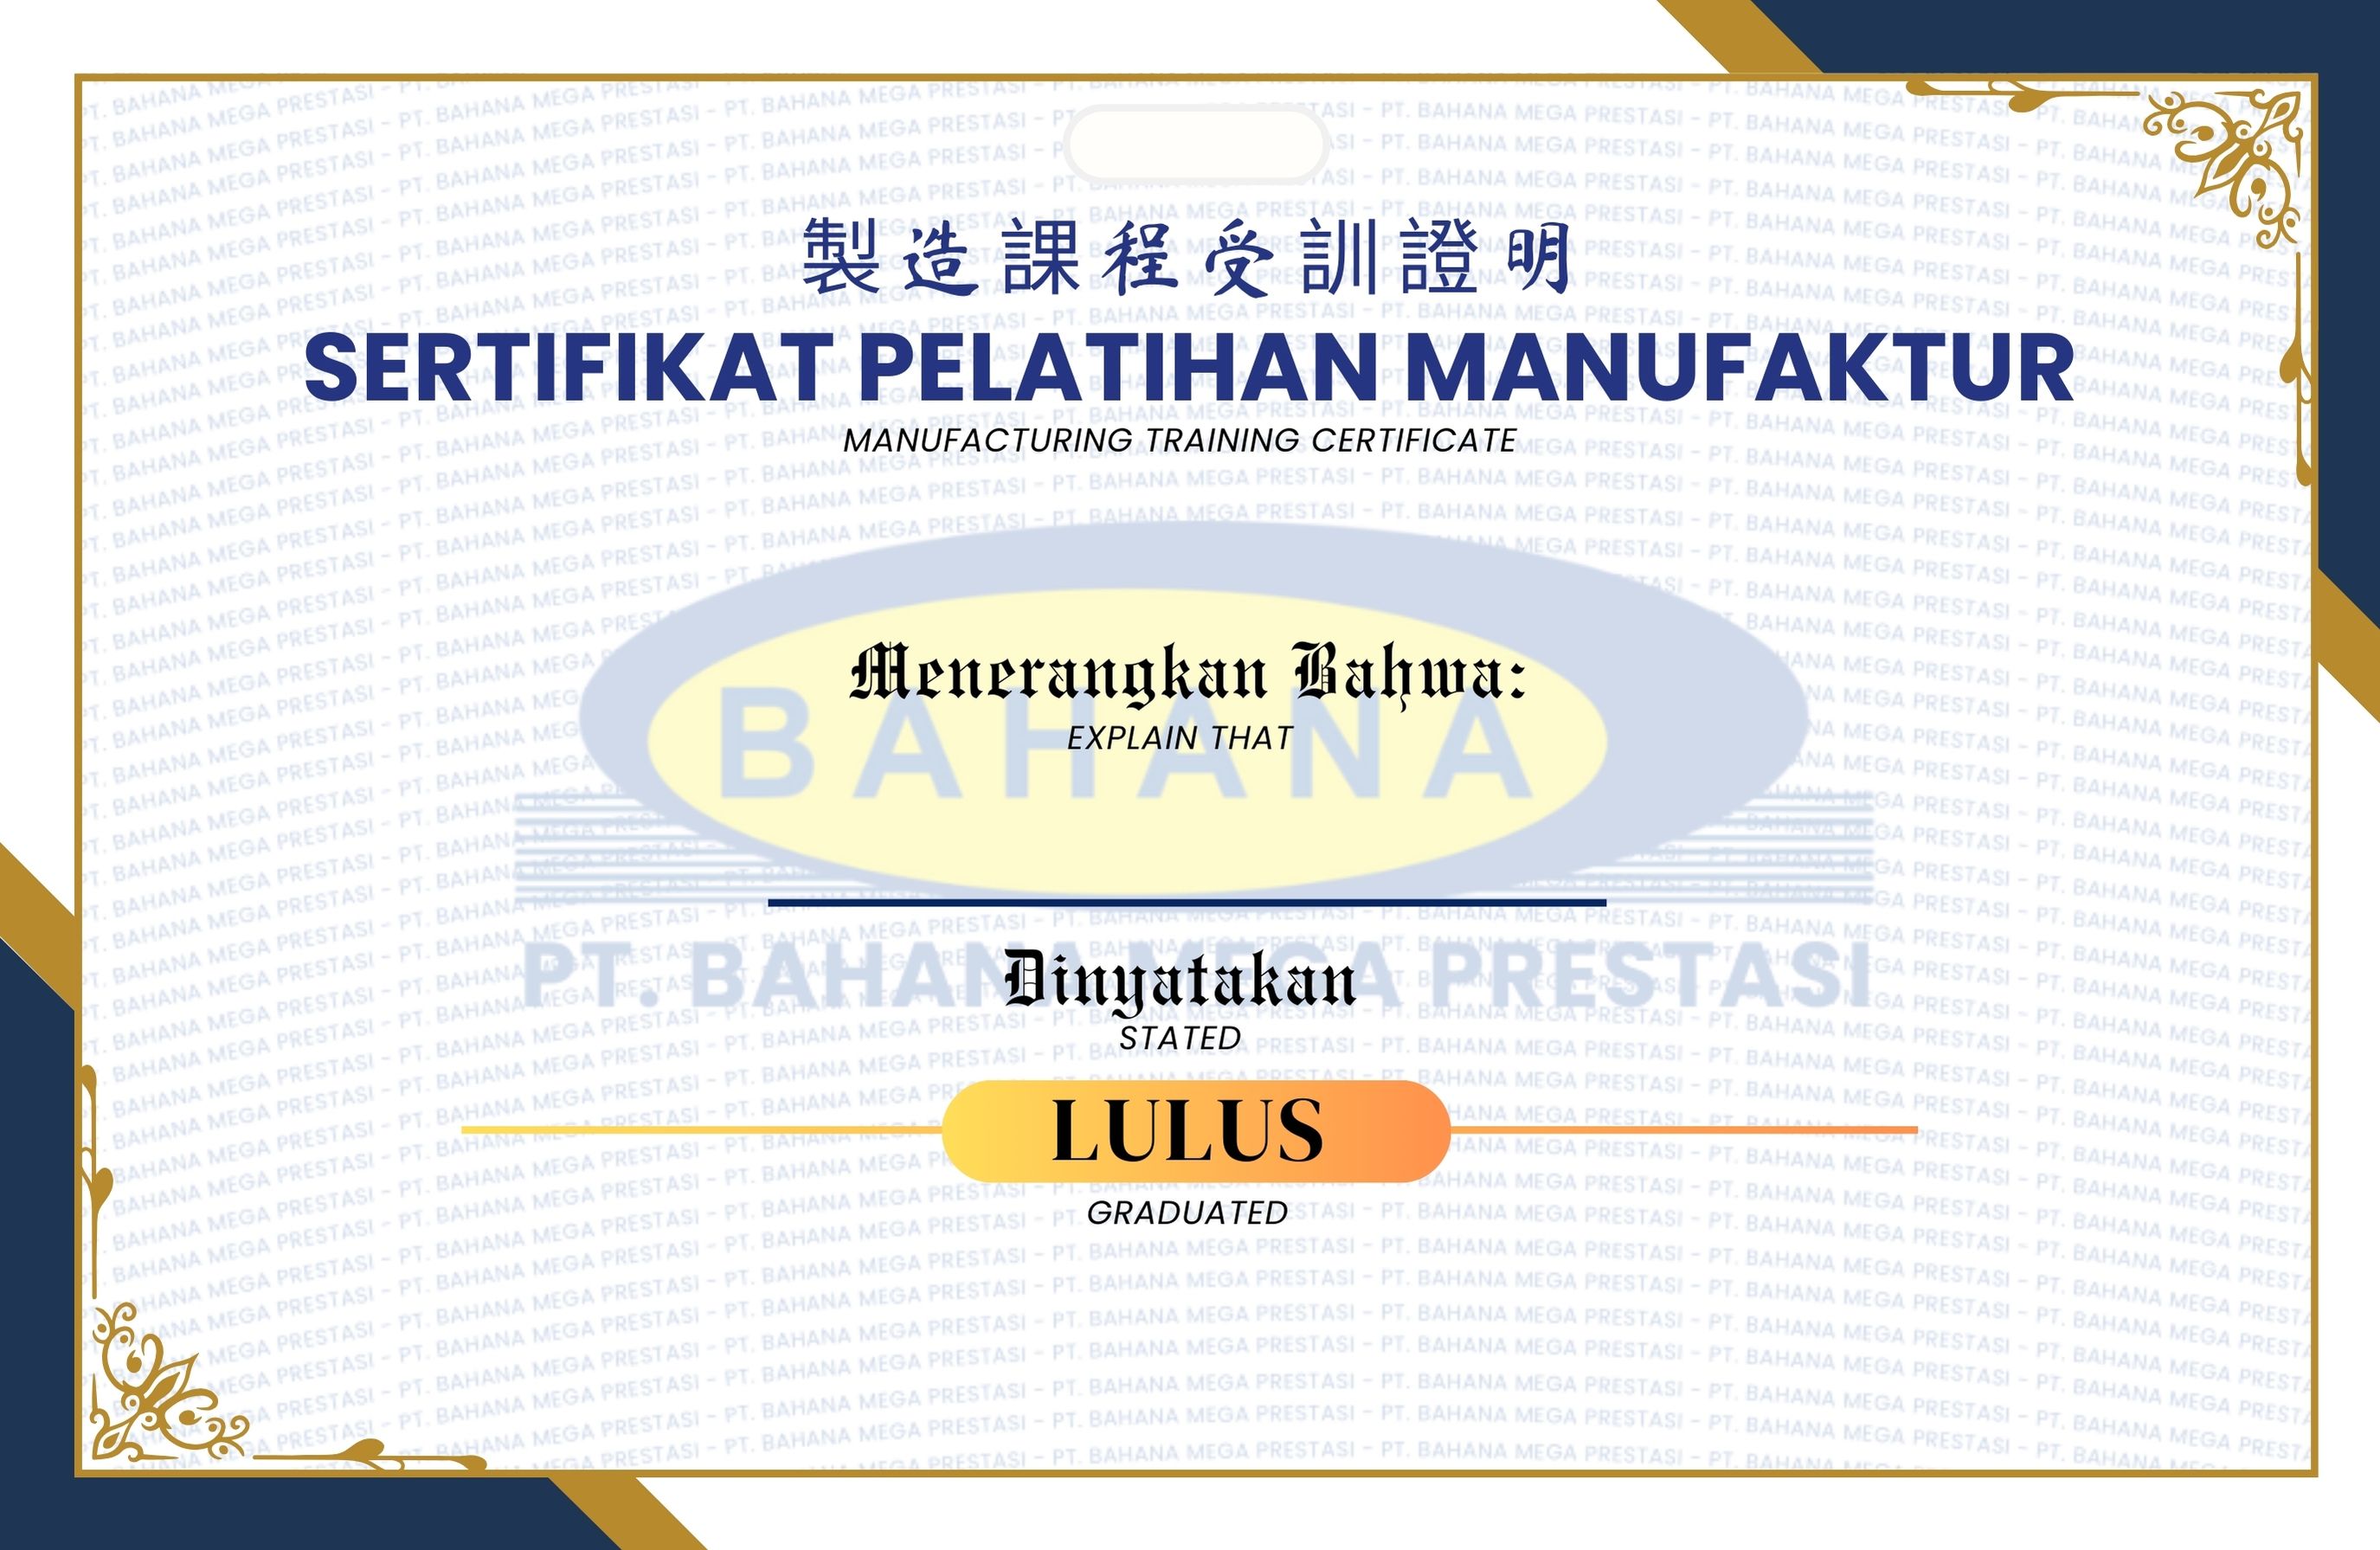 製造課程受訓證明
SERTIFIKAT PELATIHAN MANUFAKTUR
MANUFACTURING TRAINING CERTIFICATE
Menerangkan Bahwa:
BAHANA
EXPLAIN THAT
PT. BAHANA MEGA PRESTASI
Dinyatakan
STATED
LULUS
GRADUATED